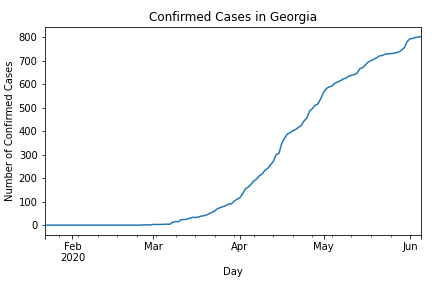 Confirmed Cases in Georgia
Number of Confirmed Cases
800
700
600
500
400
300
200
100
0
Feb
2020
Mar
Apr
May
Jun
Day